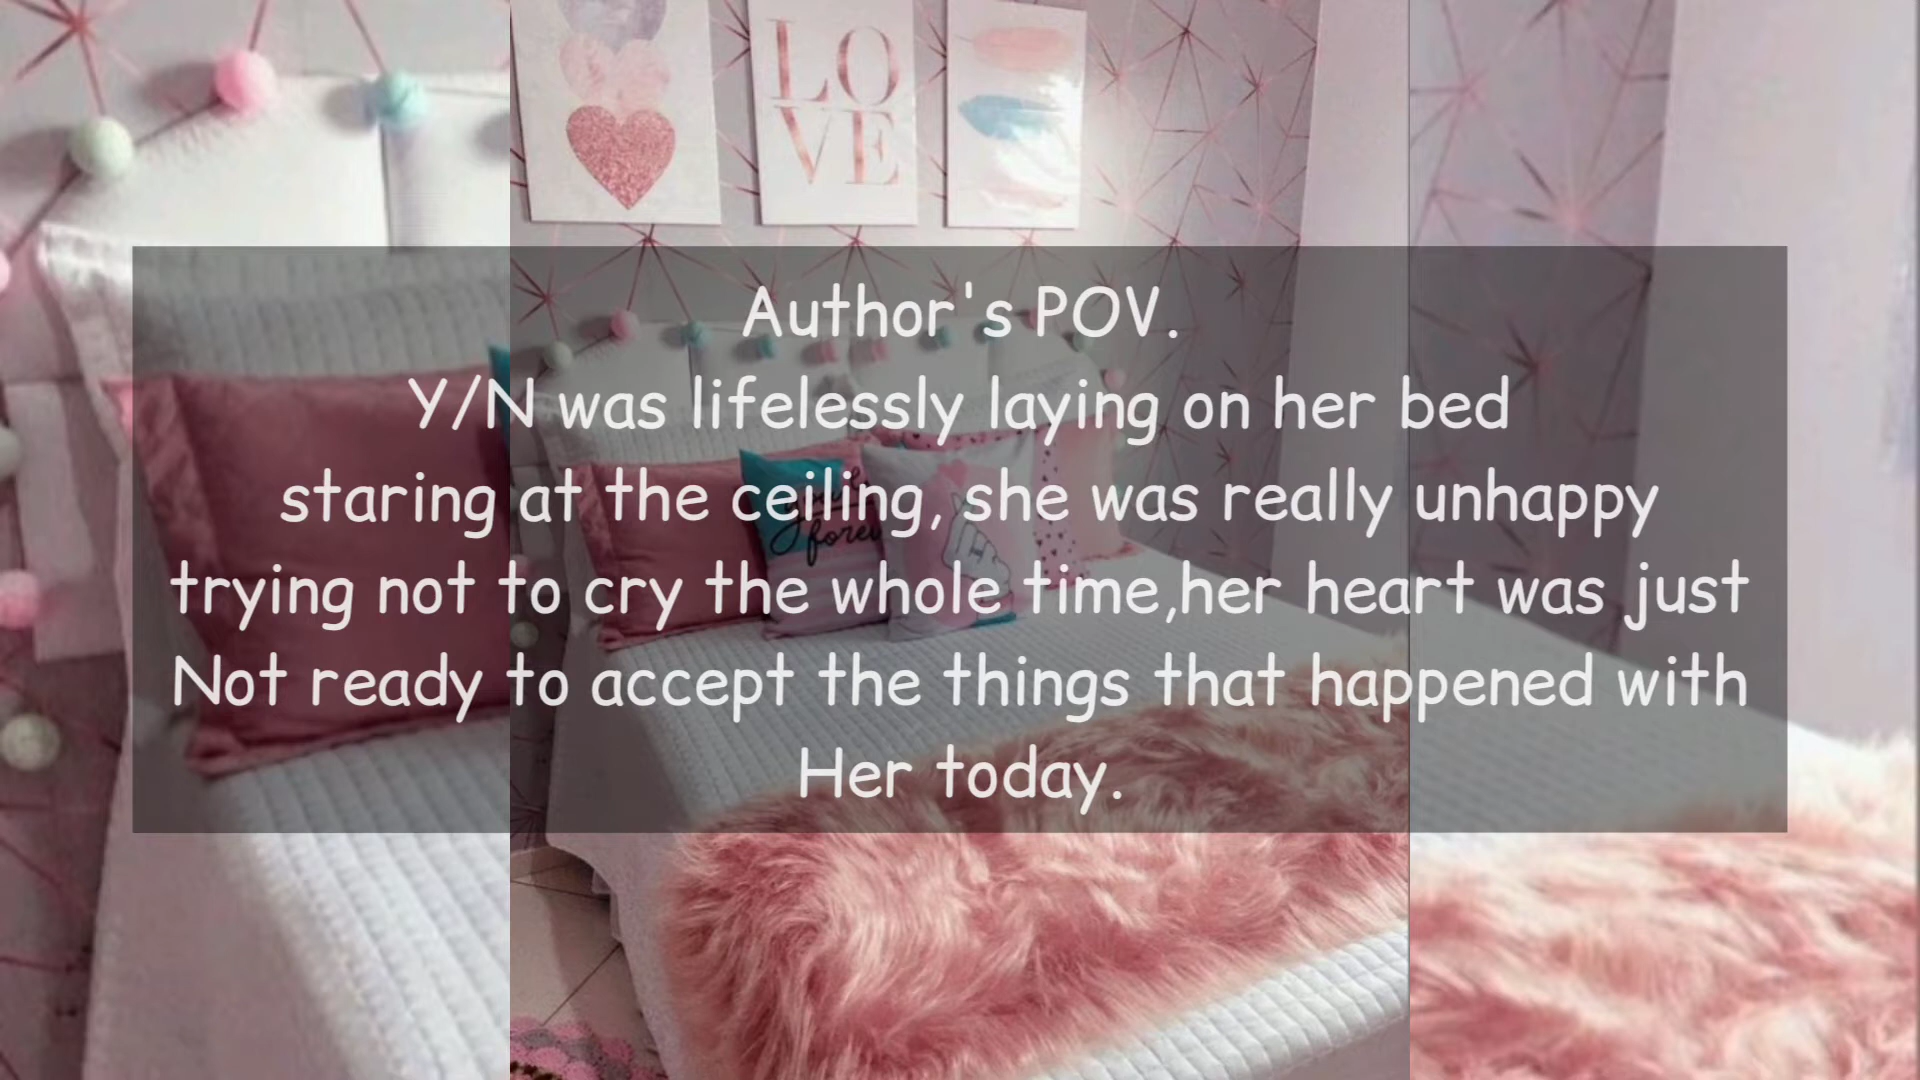 LO
VE
Author's POV.
Y/N was lifelessly laying on her bed
staring at the ceiling, she was really unhappy
trying not to cry the whole time,her heart was just
Not ready to accept the things that happened with
Her today.